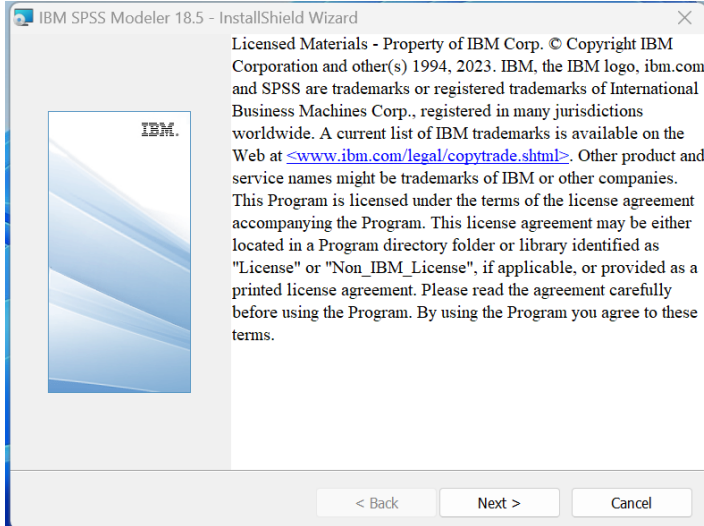 IBM SPSS Modeler 18.5 - InstallShield Wizard
IBM.
Licensed Materials - Property of IBM Corp. © Copyright IBM
Corporation and other(s) 1994, 2023. IBM, the IBM logo, ibm.com
and SPSS are trademarks or registered trademarks of International
Business Machines Corp., registered in many jurisdictions
worldwide. A current list of IBM trademarks is available on the
Web at <www.ibm.com/legal/copytrade.shtml>. Other product and
service names might be trademarks of IBM or other companies.
This Program is licensed under the terms of the license agreement
accompanying the Program. This license agreement may be either
located in a Program directory folder or library identified as
"License" or "Non_IBM_License", if applicable, or provided as a
printed license agreement. Please read the agreement carefully
before using the Program. By using the Program you agree to these
terms.
< Back Next > Cancel